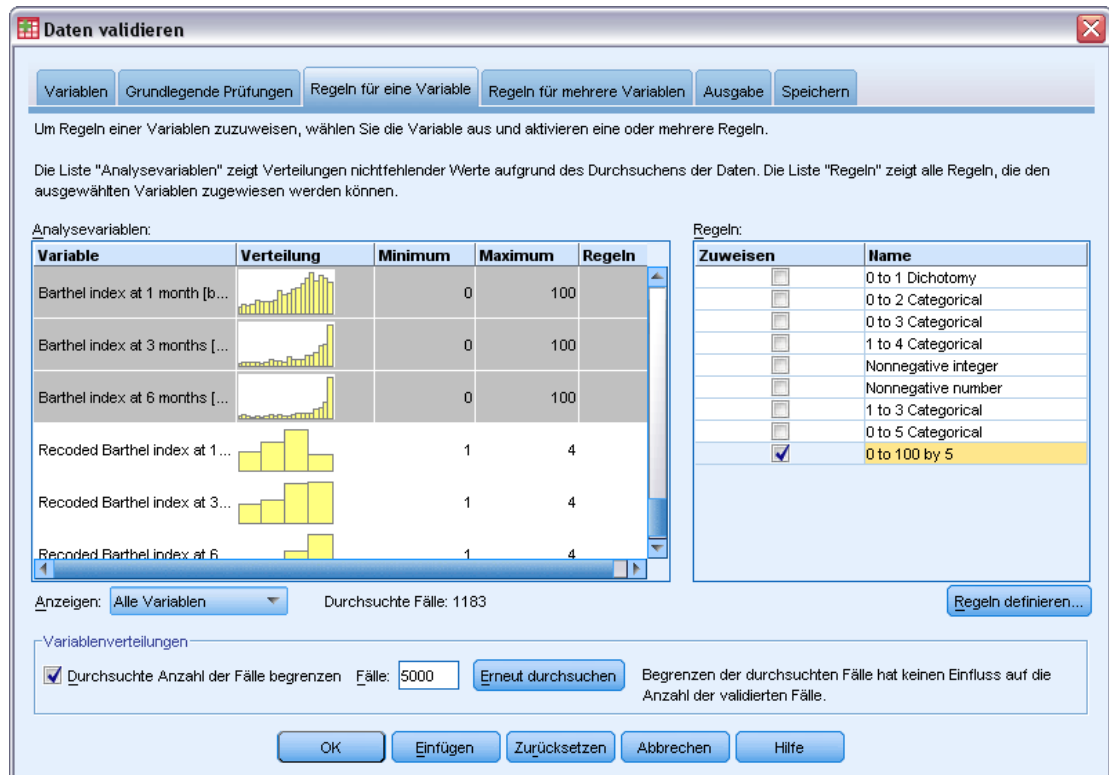 Daten validieren
Variablen
Grundlegende Prüfungen
Regeln für eine Variable
Regeln für mehrere Variablen
Ausgabe
Speichern
Um Regeln einer Variablen zuzuweisen, wählen Sie die Variable aus und aktivieren eine oder mehrere Regeln.
Die Liste "Analysevariablen" zeigt Verteilungen nichtfehlender Werte aufgrund des Durchsuchens der Daten. Die Liste "Regeln" zeigt alle Regeln, die den
ausgewählten Variablen zugewiesen werden können.
Analysevariablen:
Variable Verteilung Minimum Maximum Regeln
Barthel index at 1 month [b... 0 100
Barthel index at 3 months [... 0 100
Barthel index at 6 months [... 0 100
Recoded Barthel index at 1... 1 4
Recoded Barthel index at 3... 1 4
Recoded Barthel index at 6 1 4
Regeln:
Zuweisen Name
0 to 1 Dichotomy
0 to 2 Categorical
0 to 3 Categorical
1 to 4 Categorical
Nonnegative integer
Nonnegative number
1 to 3 Categorical
0 to 5 Categorical
0 to 100 by 5
Anzeigen: Alle Variablen Durchsuchte Fälle: 1183
Regeln definieren...
Variablenverteilungen
Durchsuchte Anzahl der Fälle begrenzen Fälle: 5000 Erneut durchsuchen
Begrenzen der durchsuchten Fälle hat keinen Einfluss auf die
Anzahl der validierten Fälle.
OK Einfügen Zurücksetzen Abbrechen Hilfe